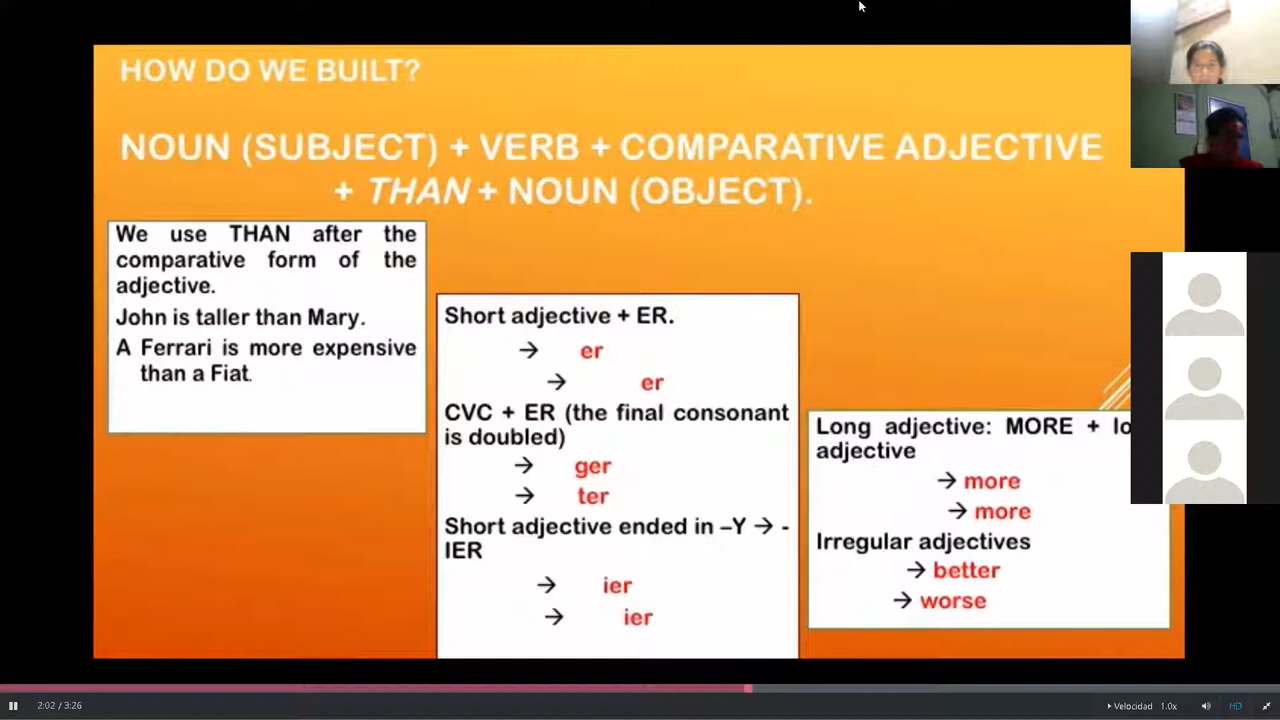 HOW DO WE BUILT?
NOUN (SUBJECT) + VERB + COMPARATIVE ADJECTIVE
+ THAN + NOUN (OBJECT).
We use THAN after the
comparative form of the
adjective.
John is taller than Mary.
A Ferrari is more expensive
than a Fiat.
Short adjective + ER.
→ er
→ er
CVC + ER (the final consonant
is doubled)
→ ger
→ ter
Short adjective ended in –Y → -
IER
→ ier
→ ier
Long adjective: MORE +
adjective
→ more
→ more
Irregular adjectives
→ better
→ worse
2:02 / 3:26
Velocidad 1.0x
HD